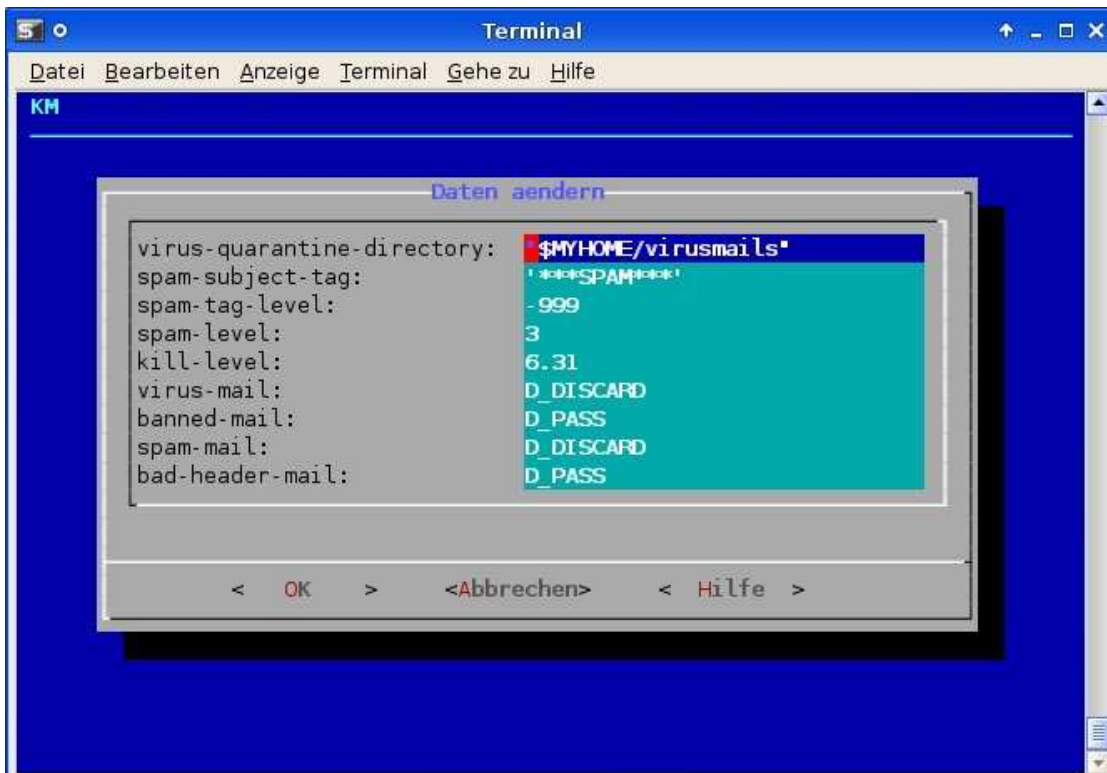 Terminal
Datei Bearbeiten Anzeige Terminal Gehe zu Hilfe
KM
Daten aendern
virus-quarantine-directory: "$MYHOME/virusmails"
spam-subject-tag: '***SPAM***'
spam-tag-level: -999
spam-level: 3
kill-level: 6.31
virus-mail: D_DISCARD
banned-mail: D_PASS
spam-mail: D_DISCARD
bad-header-mail: D_PASS
< OK > <Abbrechen> < Hilfe >